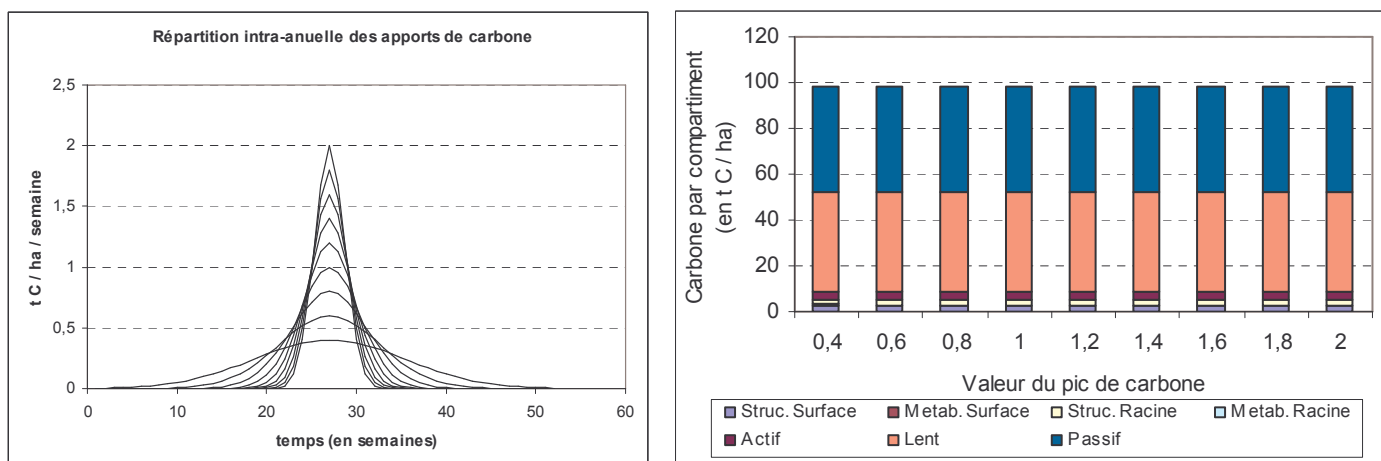 Répartition intra-anuelle des apports de carbone
t C / ha / semaine
2,5
2
1,5
1
0,5
0
0 10 20 30 40 50 60
temps (en semaines)
Carbone par compartiment
(en t C / ha)
120
100
80
60
40
20
0
0,4 0,6 0,8 1 1,2 1,4 1,6 1,8 2
Valeur du pic de carbone
Struc. Surface Metab. Surface Struc. Racine Metab. Racine
Actif Lent Passif